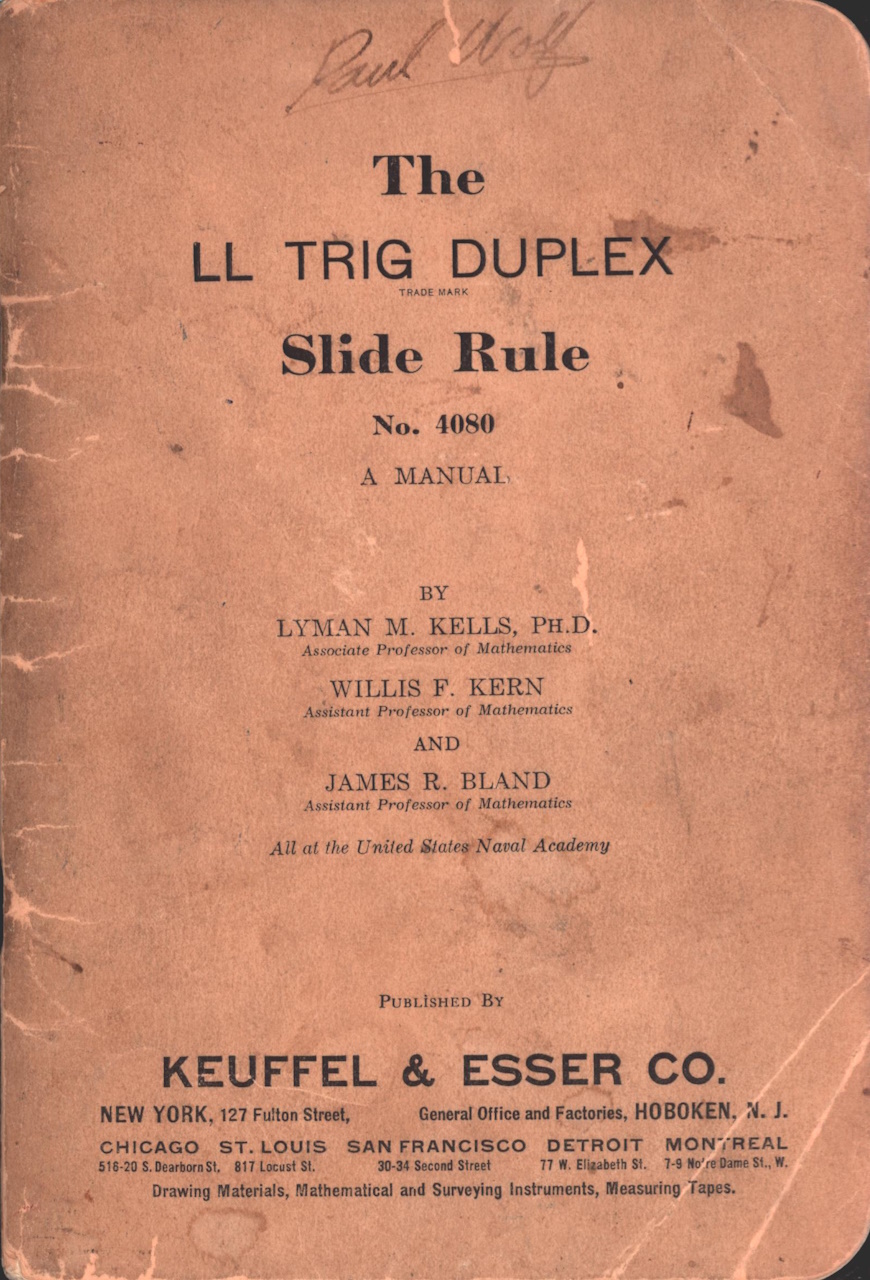 Paul Wolf
The
LL TRIG DUPLEX
TRADE MARK
Slide Rule
No. 4080
A MANUAL
BY
LYMAN M. KELLS, PH.D.
Associate Professor of Mathematics
WILLIS F. KERN
Assistant Professor of Mathematics
AND
JAMES R. BLAND
Assistant Professor of Mathematics
All at the United States Naval Academy
PUBLISHED BY
KEUFFEL & ESSER CO.
NEW YORK, 127 Fulton Street, General Office and Factories, HOBOKEN, N. J.
CHICAGO ST. LOUIS SAN FRANCISCO DETROIT MONTREAL
516-20 S. Dearborn St. 817 Locust St. 30-34 Second Street 77 W. Elizabeth St. 7-9 Notre Dame St., W.
Drawing Materials, Mathematical and Surveying Instruments, Measuring Tapes.